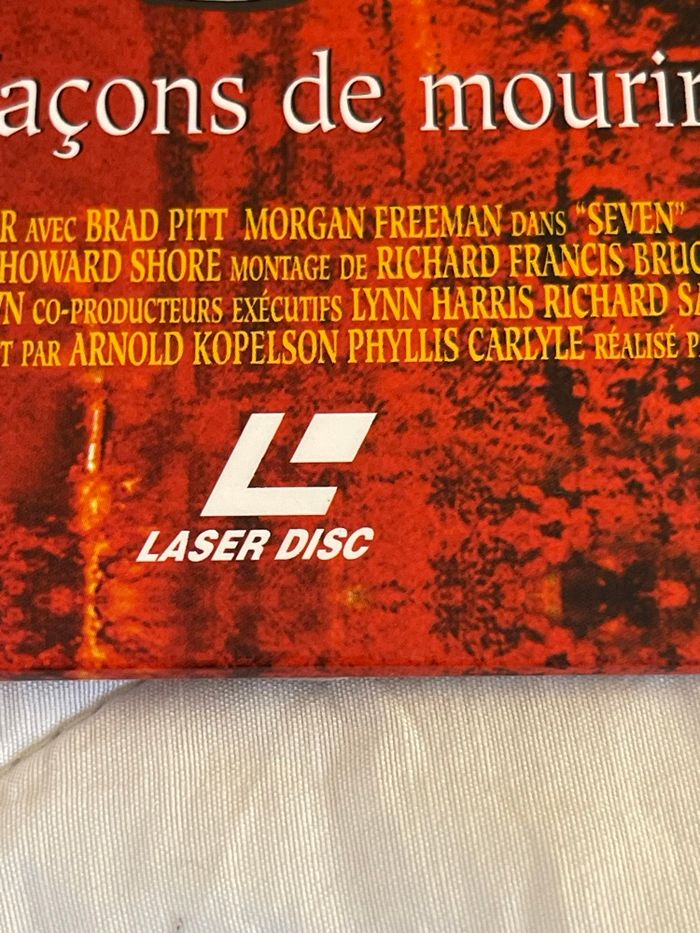 açons de mourir
R AVEC BRAD PITT MORGAN FREEMAN DANS "SEVEN"
HOWARD SHORE MONTAGE DE RICHARD FRANCIS BRUC
YN CO-PRODUCTEURS EXÉCUTIFS LYNN HARRIS RICHARD S
T PAR ARNOLD KOPELSON PHYLLIS CARLYLE RÉALISÉ P
LASER DISC